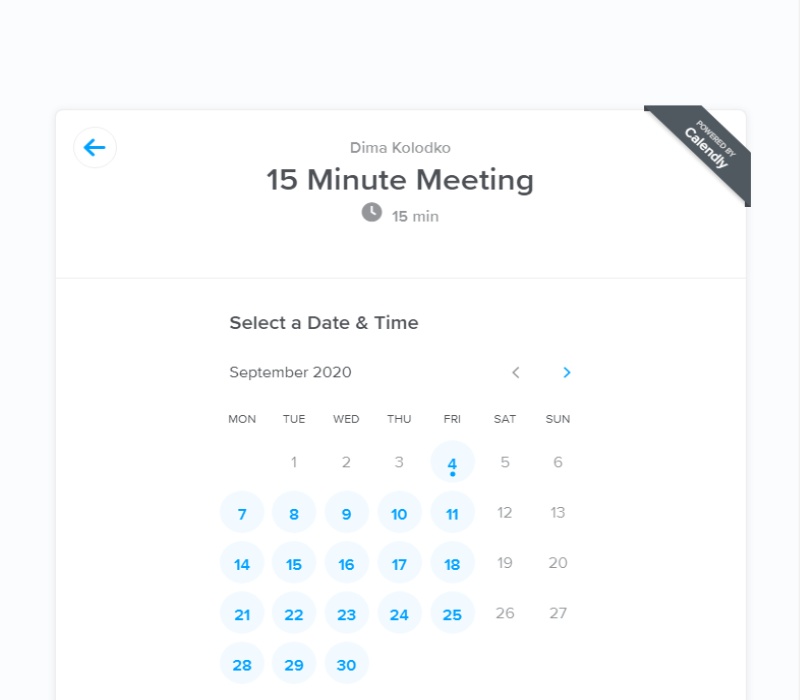 POWERED BY
Calendly
Dima Kolodko
15 Minute Meeting
15 min
Select a Date & Time
September 2020
MON TUE WED THU FRI SAT SUN
1 2 3 4 5 6
7 8 9 10 11 12 13
14 15 16 17 18 19 20
21 22 23 24 25 26 27
28 29 30